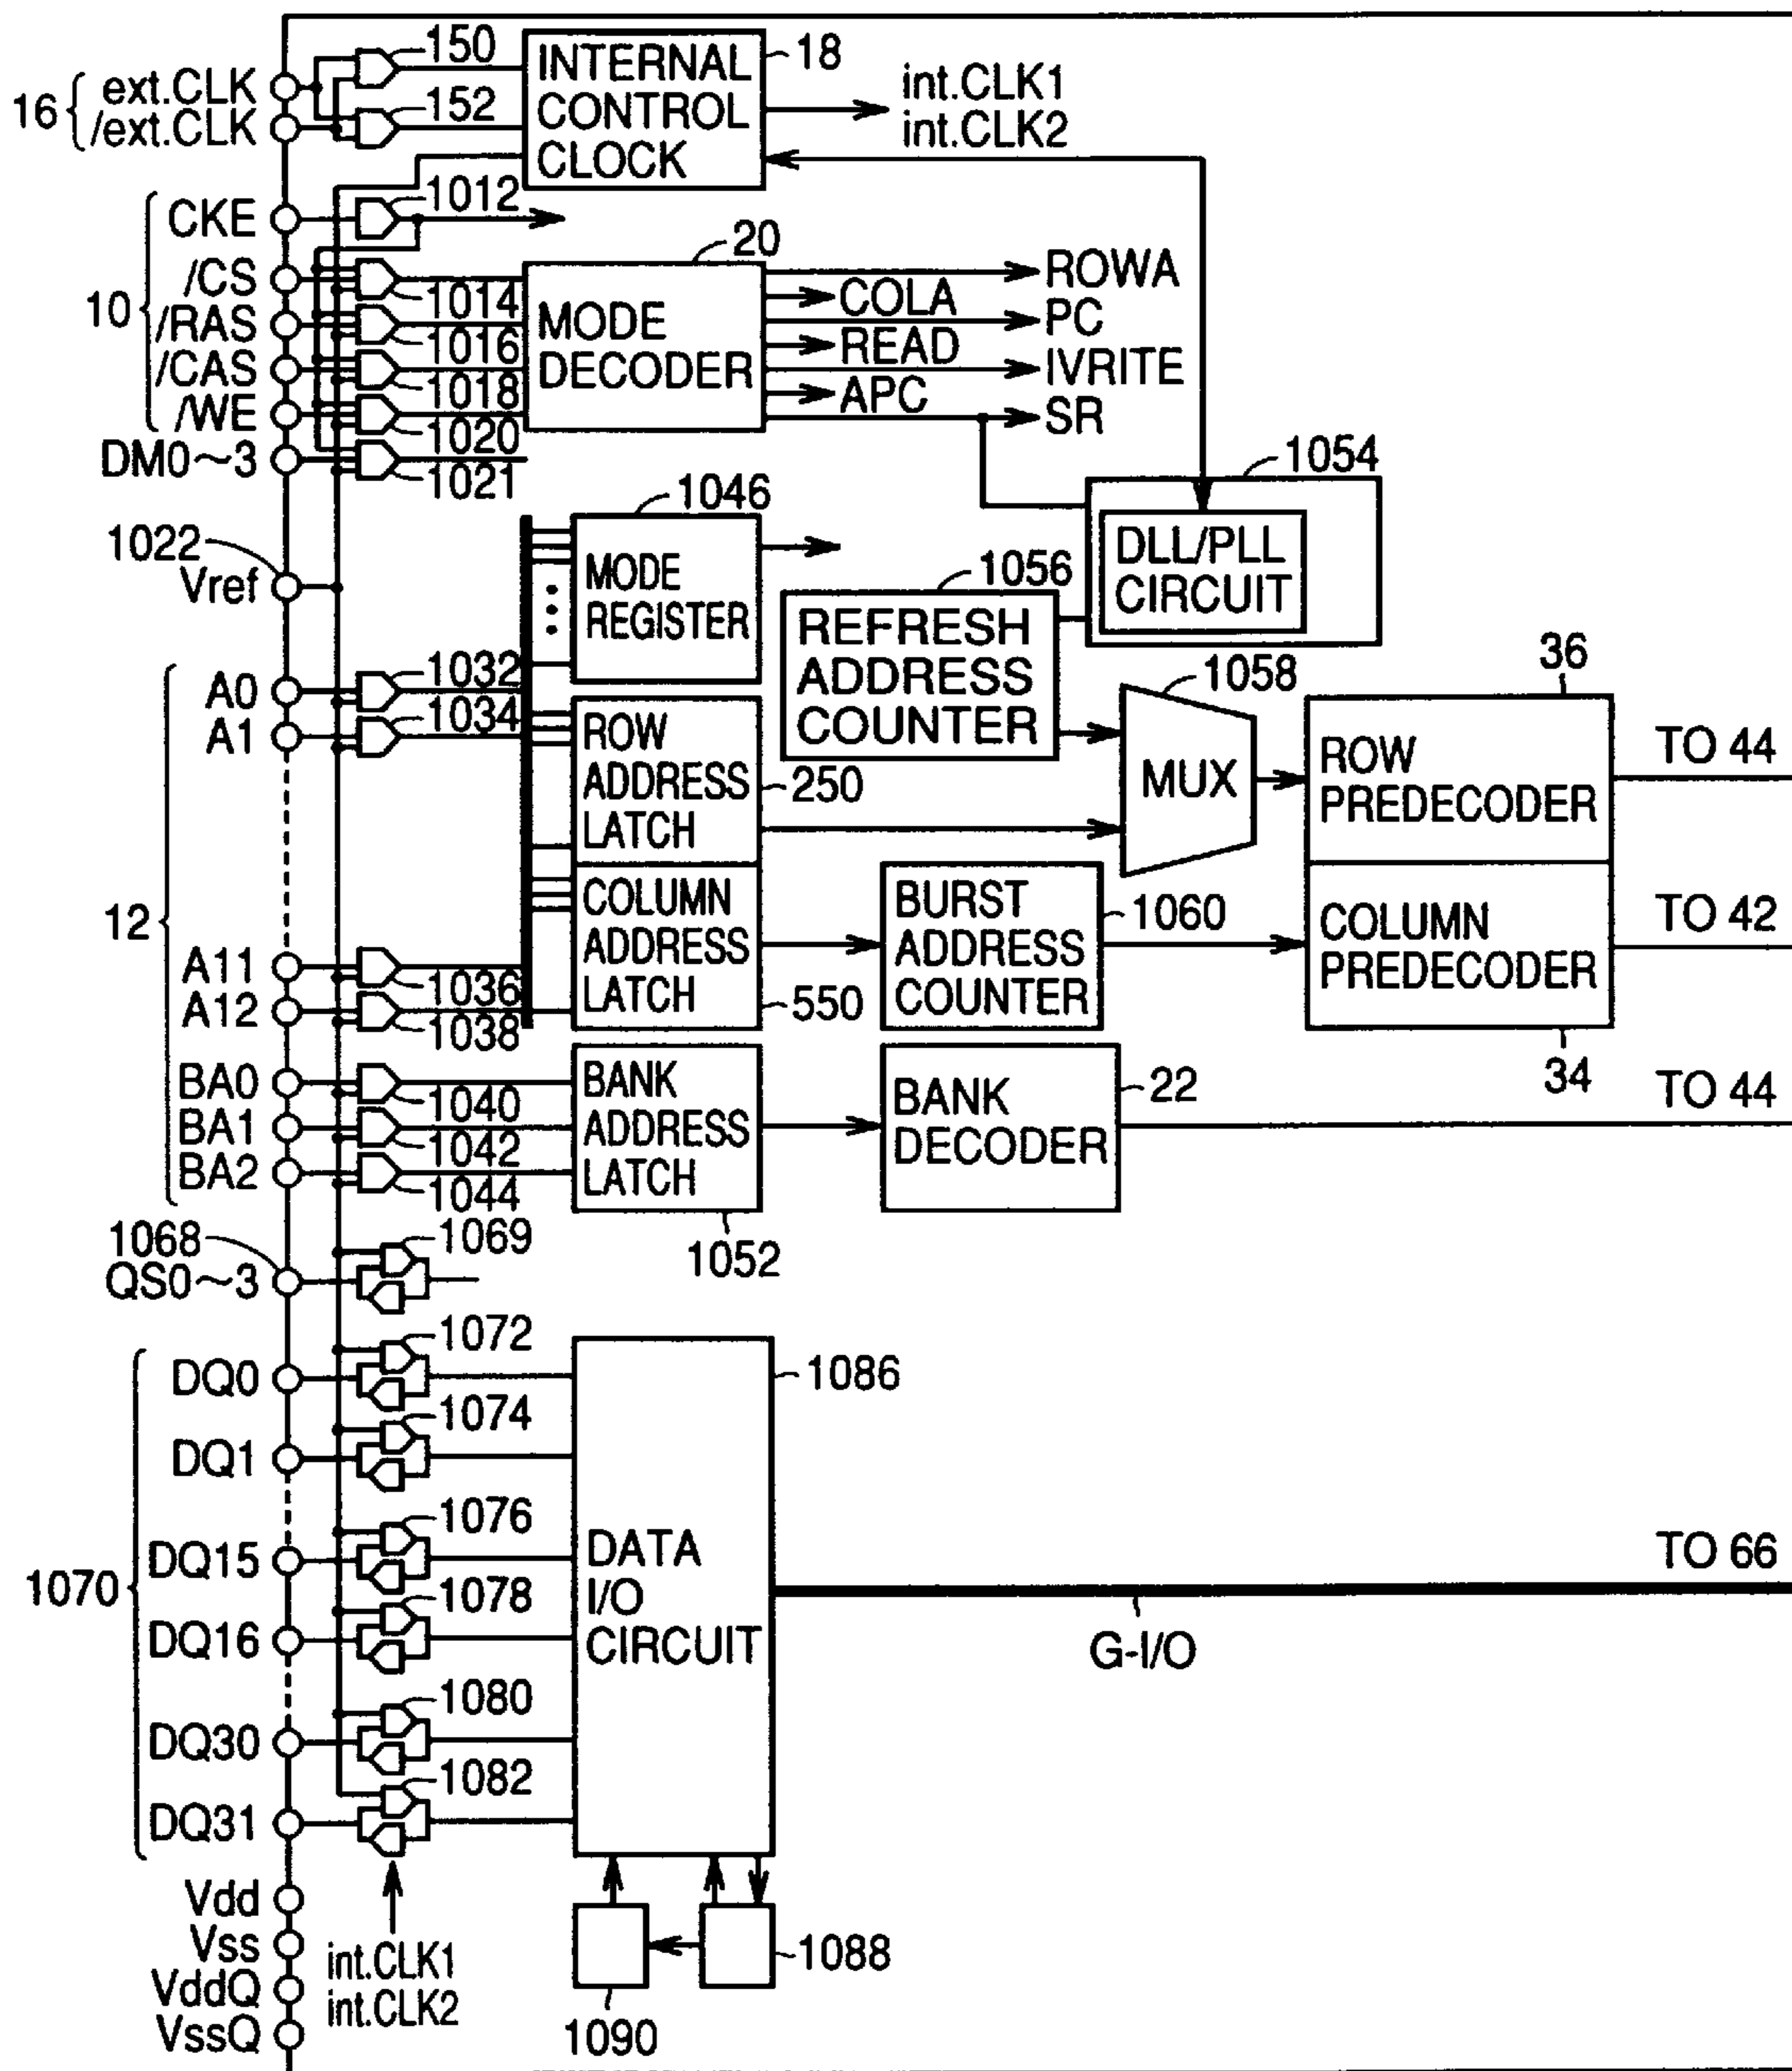 16
ext.CLK
/ext.CLK
150
152
INTERNAL
CONTROL
CLOCK
18
int.CLK1
int.CLK2
10
CKE
1012
/CS
1014
/RAS
1016
/CAS
1018
/WE
1020
DM0~3
1021
20
MODE
DECODER
ROWA
COLA
PC
READ
IVRITE
APC
SR
1054
DLL/PLL
CIRCUIT
1022
Vref
1046
MODE
REGISTER
1056
REFRESH
ADDRESS
COUNTER
1058
MUX
36
ROW
PREDECODER
TO 44
12
A0
1032
A1
1034
ROW
ADDRESS
LATCH
250
COLUMN
ADDRESS
LATCH
550
BURST
ADDRESS
COUNTER
1060
COLUMN
PREDECODER
TO 42
34
A11
1036
A12
1038
BA0
1040
BA1
1042
BA2
1044
BANK
ADDRESS
LATCH
1052
BANK
DECODER
22
TO 44
1068
QS0~3
1069
1070
DQ0
1072
DQ1
1074
DQ15
1076
DQ16
1078
DQ30
1080
DQ31
1082
DATA
I/O
CIRCUIT
1086
TO 66
G-I/O
Vdd
Vss
VddQ
VssQ
int.CLK1
int.CLK2
1090
1088